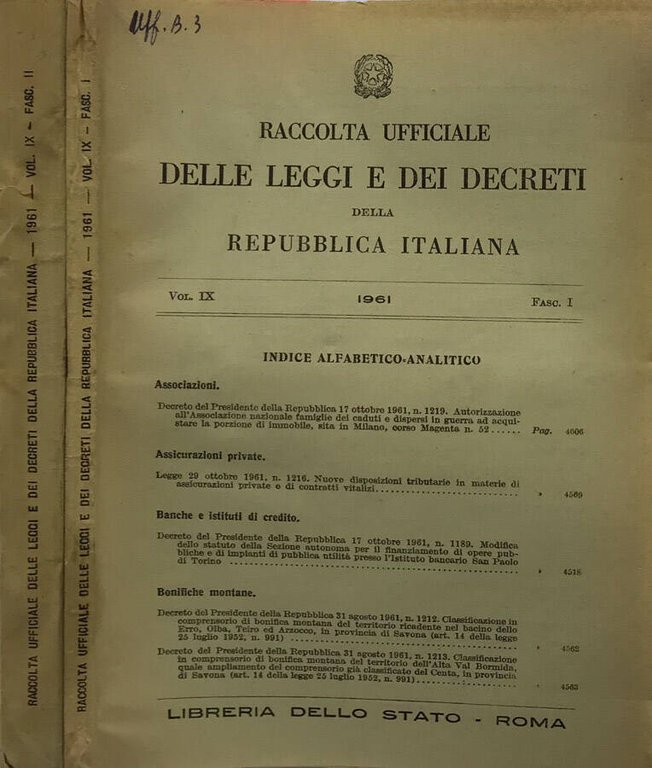 RACCOLTA UFFICIALE DELLE LEGGI E DEI DECRETI DELLA REPUBBLICA ITALIANA — 1961 — VOL. IX - FASC. II
RACCOLTA UFFICIALE DELLE LEGGI E DEI DECRETI DELLA REPUBBLICA ITALIANA — 1961 — VOL. IX - FASC. I
Uff. B. 3
RACCOLTA UFFICIALE
DELLE LEGGI E DEI DECRETI
DELLA
REPUBBLICA ITALIANA
VOL. IX 1961 FASC. I
INDICE ALFABETICO-ANALITICO
Associazioni.
Decreto del Presidente della Repubblica 17 ottobre 1961, n. 1219. Autorizzazione
all'Associazione nazionale famiglie dei caduti e dispersi in guerra ad acqui-
stare la porzione di immobile, sita in Milano, corso Magenta n. 52...... Pag. 4606
Assicurazioni private.
Legge 29 ottobre 1961, n. 1216. Nuove disposizioni tributarie in materie di
assicurazioni private e di contratti vitalizi........................ » 4569
Banche e istituti di credito.
Decreto del Presidente della Repubblica 17 ottobre 1961, n. 1189. Modifica
dello statuto della Sezione autonoma per il finanziamento di opere pub-
bliche e di impianti di pubblica utilità presso l'Istituto bancario San Paolo
di Torino ................................................ » 4518
Bonifiche montane.
Decreto del Presidente della Repubblica 31 agosto 1961, n. 1212. Classificazione in
comprensorio di bonifica montana del territorio ricadente nel bacino dello
Erro, Olba, Teiro ed Arzocco, in provincia di Savona (art. 14 della legge
25 luglio 1952, n. 991) ..................................... » 4562
Decreto del Presidente della Repubblica 31 agosto 1961, n. 1213. Classificazione
in comprensorio di bonifica montana del territorio dell'Alta Val Bormida,
quale ampliamento del comprensorio già classificato del Centa, in provincia
di Savona (art. 14 della legge 25 luglio 1952, n. 991)................. » 4563
LIBRERIA DELLO STATO - ROMA